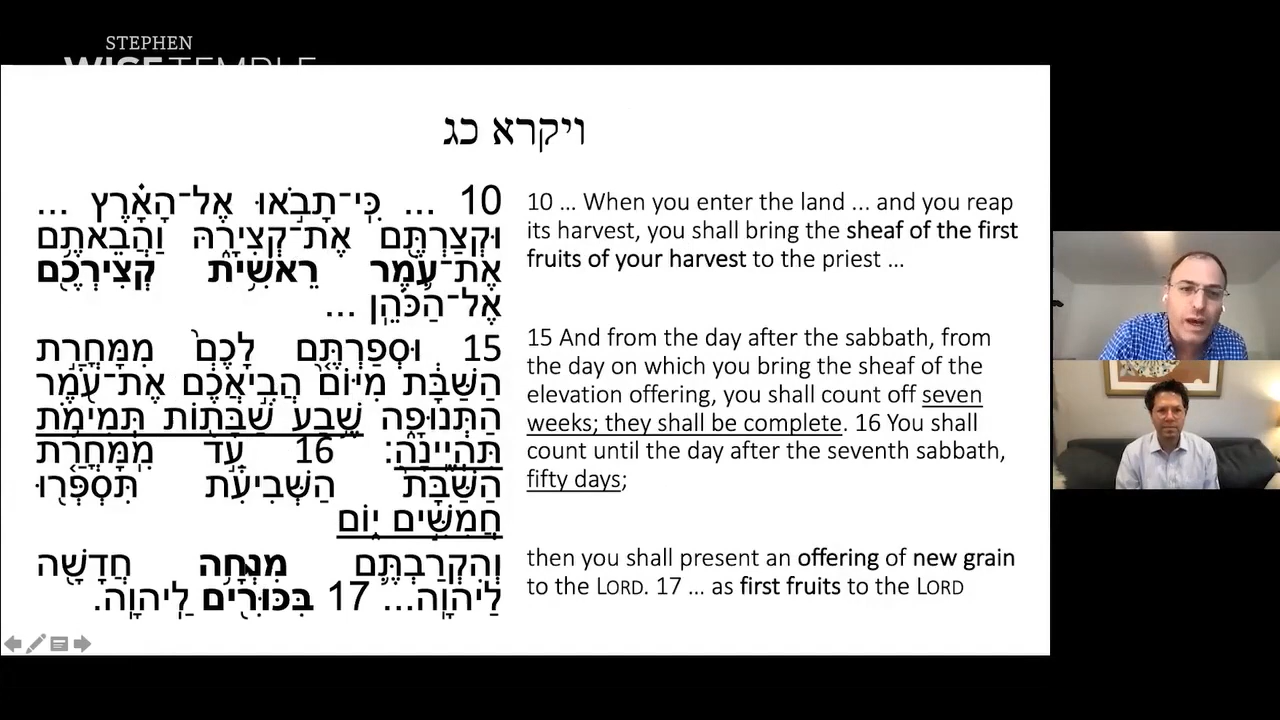 STEPHEN
WISE TEMPLE
ויקרא כג
10 ... כִּֽי־תָבֹ֣אוּ אֶל־הָאָ֗רֶץ ...
וּקְצַרְתֶּ֖ם אֶת־קְצִירָ֑הּ וַהֲבֵאתֶ֥ם
אֶת־עֹ֛מֶר רֵאשִׁ֥ית קְצִירְכֶ֖ם
אֶל־הַכֹּהֵֽן ...
15 וּסְפַרְתֶּ֤ם לָכֶם֙ מִמָּחֳרַ֣ת
הַשַּׁבָּ֔ת מִיּוֹם֙ הֲבִ֣יאֲכֶ֔ם אֶת־עֹ֖מֶר
הַתְּנוּפָ֑ה שֶׁ֥בַע שַׁבָּת֖וֹת תְּמִימֹ֥ת
תִּהְיֶֽינָה: 16 עַ֣ד מִֽמָּחֳרַ֤ת
הַשַּׁבָּת֙ הַשְּׁבִיעִ֔ת תִּסְפְּר֖וּ
חֲמִשִּׁ֣ים י֑וֹם
וְהִקְרַבְתֶּ֛ם מִנְחָ֥ה חֲדָשָׁ֖ה
לַיהוָֽה... 17 בִּכּוּרִ֖ים לַֽיהוָֽה.
10 ... When you enter the land ... and you reap
its harvest, you shall bring the sheaf of the first
fruits of your harvest to the priest ...
15 And from the day after the sabbath, from
the day on which you bring the sheaf of the
elevation offering, you shall count off seven
weeks; they shall be complete. 16 You shall
count until the day after the seventh sabbath,
fifty days;
then you shall present an offering of new grain
to the LORD. 17 ... as first fruits to the LORD